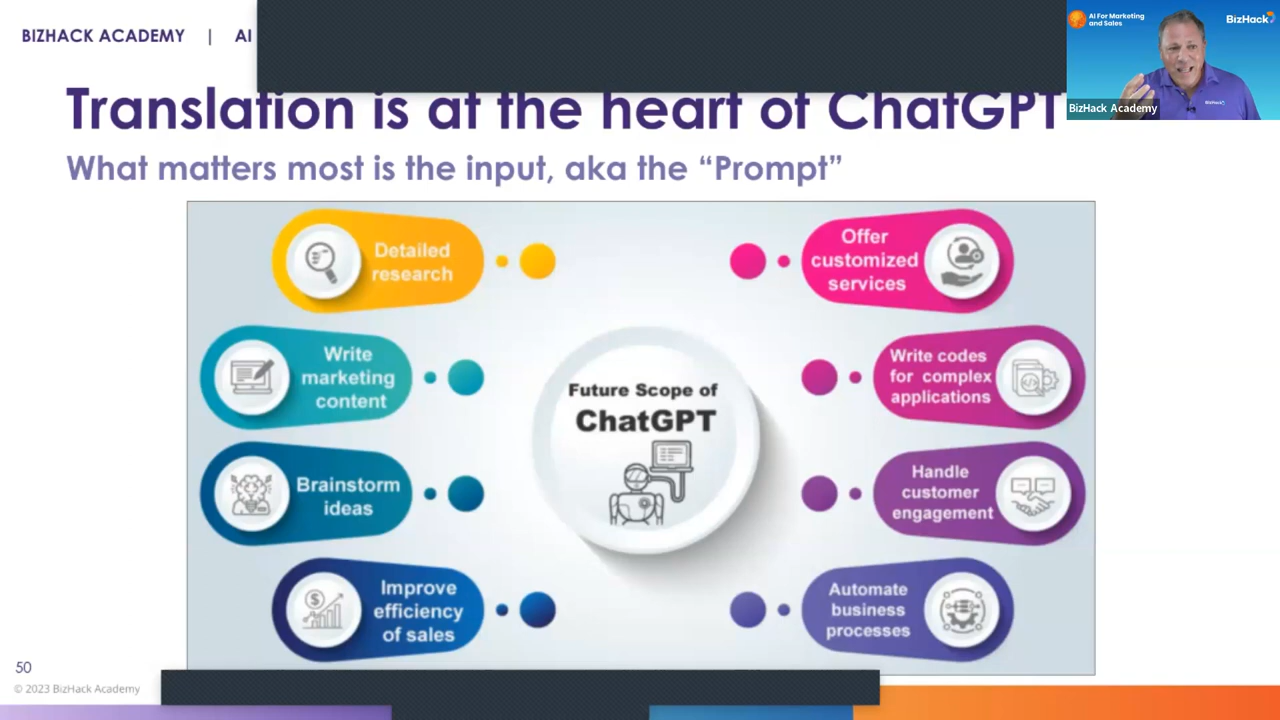 BIZHACK ACADEMY | AI
Translation is at the heart of ChatGPT
What matters most is the input, aka the “Prompt”
AI For Marketing
and Sales
BizHack
BizHack
BizHack Academy
Detailed
research
Write
marketing
content
Brainstorm
ideas
Improve
efficiency
of sales
Future Scope of
ChatGPT
Offer
customized
services
Write codes
for complex
applications
Handle
customer
engagement
Automate
business
processes
50
© 2023 BizHack Academy